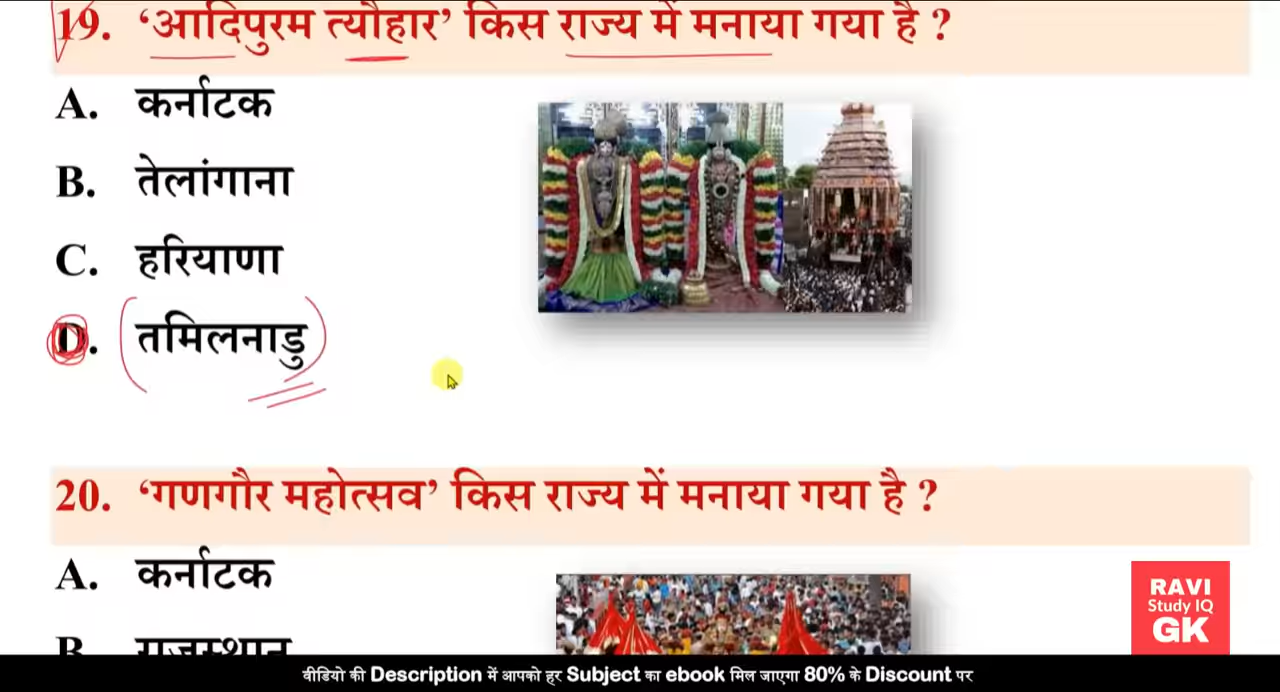 19. ‘आदिपुरम त्यौहार’ किस राज्य में मनाया गया है ?
A. कर्नाटक
B. तेलांगाना
C. हरियाणा
D. तमिलनाडु
20. ‘गणगौर महोत्सव’ किस राज्य में मनाया गया है ?
A. कर्नाटक
B. राजस्थान
RAVI
Study IQ
GK
वीडियो की Description में आपको हर Subject का ebook मिल जाएगा 80% के Discount पर